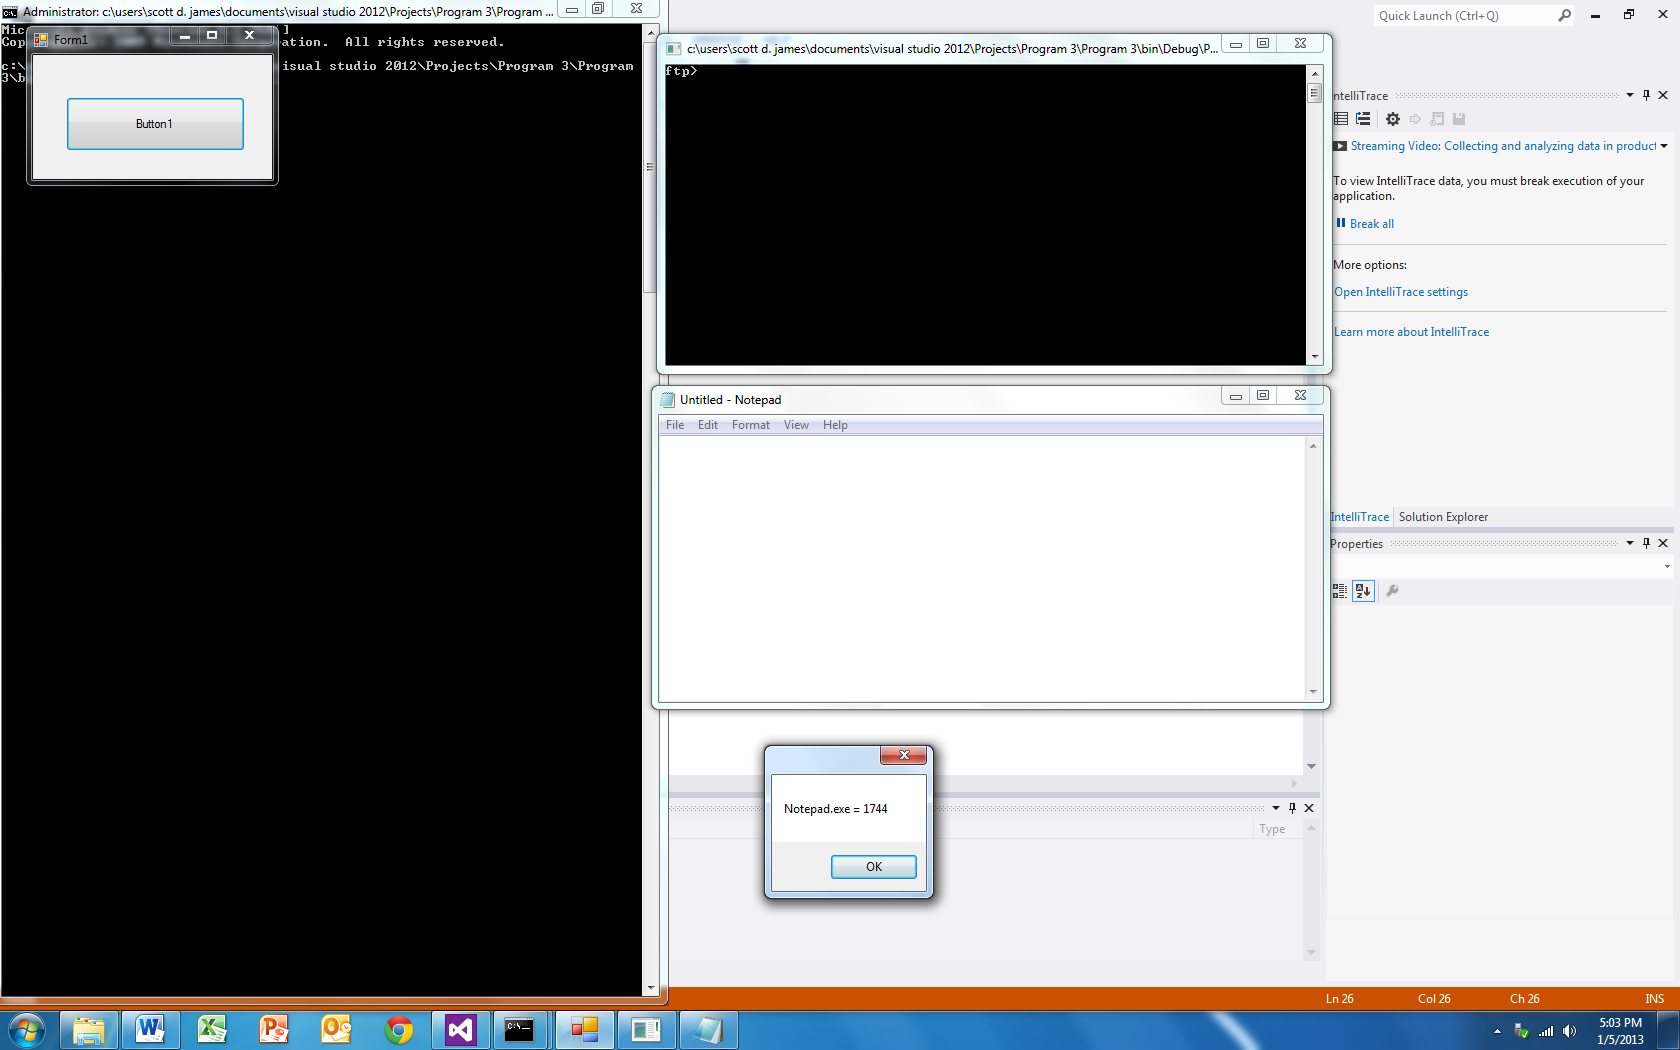 Administrator: c:\users\scott d. james\documents\visual studio 2012\Projects\Program 3\Program ...
Mic ]
Cop ation.  All rights reserved.
c:\ isual studio 2012\Projects\Program 3\Program
3\b
Form1
Button1
c:\users\scott d. james\documents\visual studio 2012\Projects\Program 3\Program 3\bin\Debug\P...
ftp>
Untitled - Notepad
File Edit Format View Help
Notepad.exe = 1744
OK
Type
Quick Launch (Ctrl+Q)
ntelliTrace
Streaming Video: Collecting and analyzing data in product
To view IntelliTrace data, you must break execution of your
application.
Break all
More options:
Open IntelliTrace settings
Learn more about IntelliTrace
IntelliTrace Solution Explorer
Properties
Ln 26 Col 26 Ch 26 INS
5:03 PM
1/5/2013